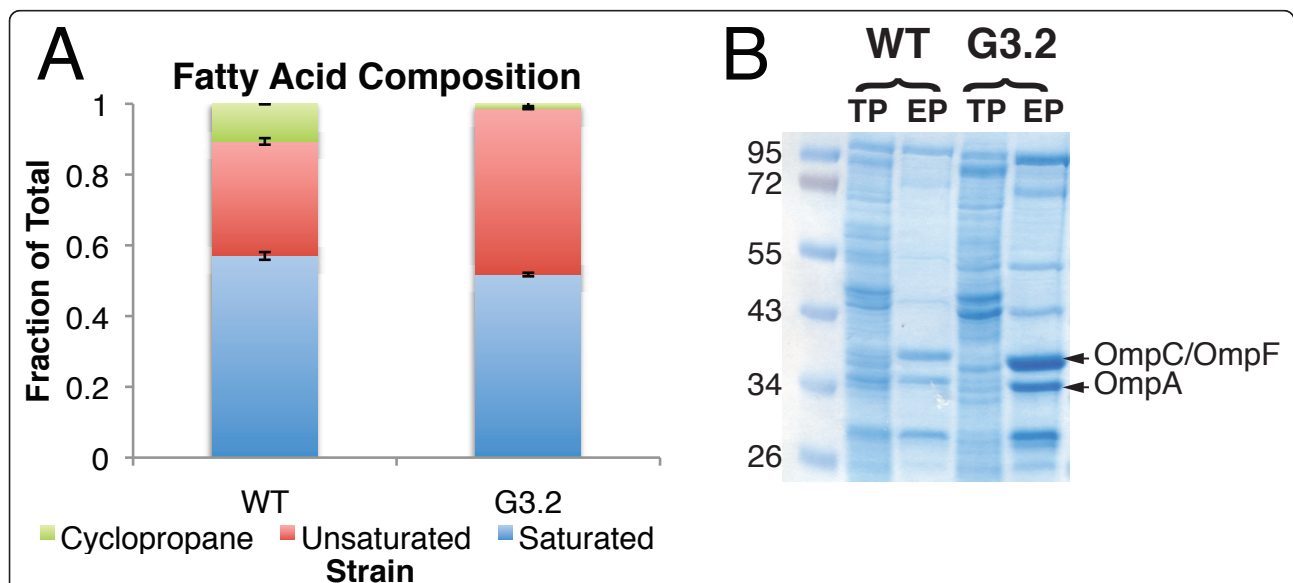 A
Fatty Acid Composition
Fraction of Total
1
0.8
0.6
0.4
0.2
0
WT
G3.2
Cyclopropane Unsaturated Saturated
Strain
B
WT G3.2
TP EP TP EP
95
72
55
43
34
26
OmpC/OmpF
OmpA